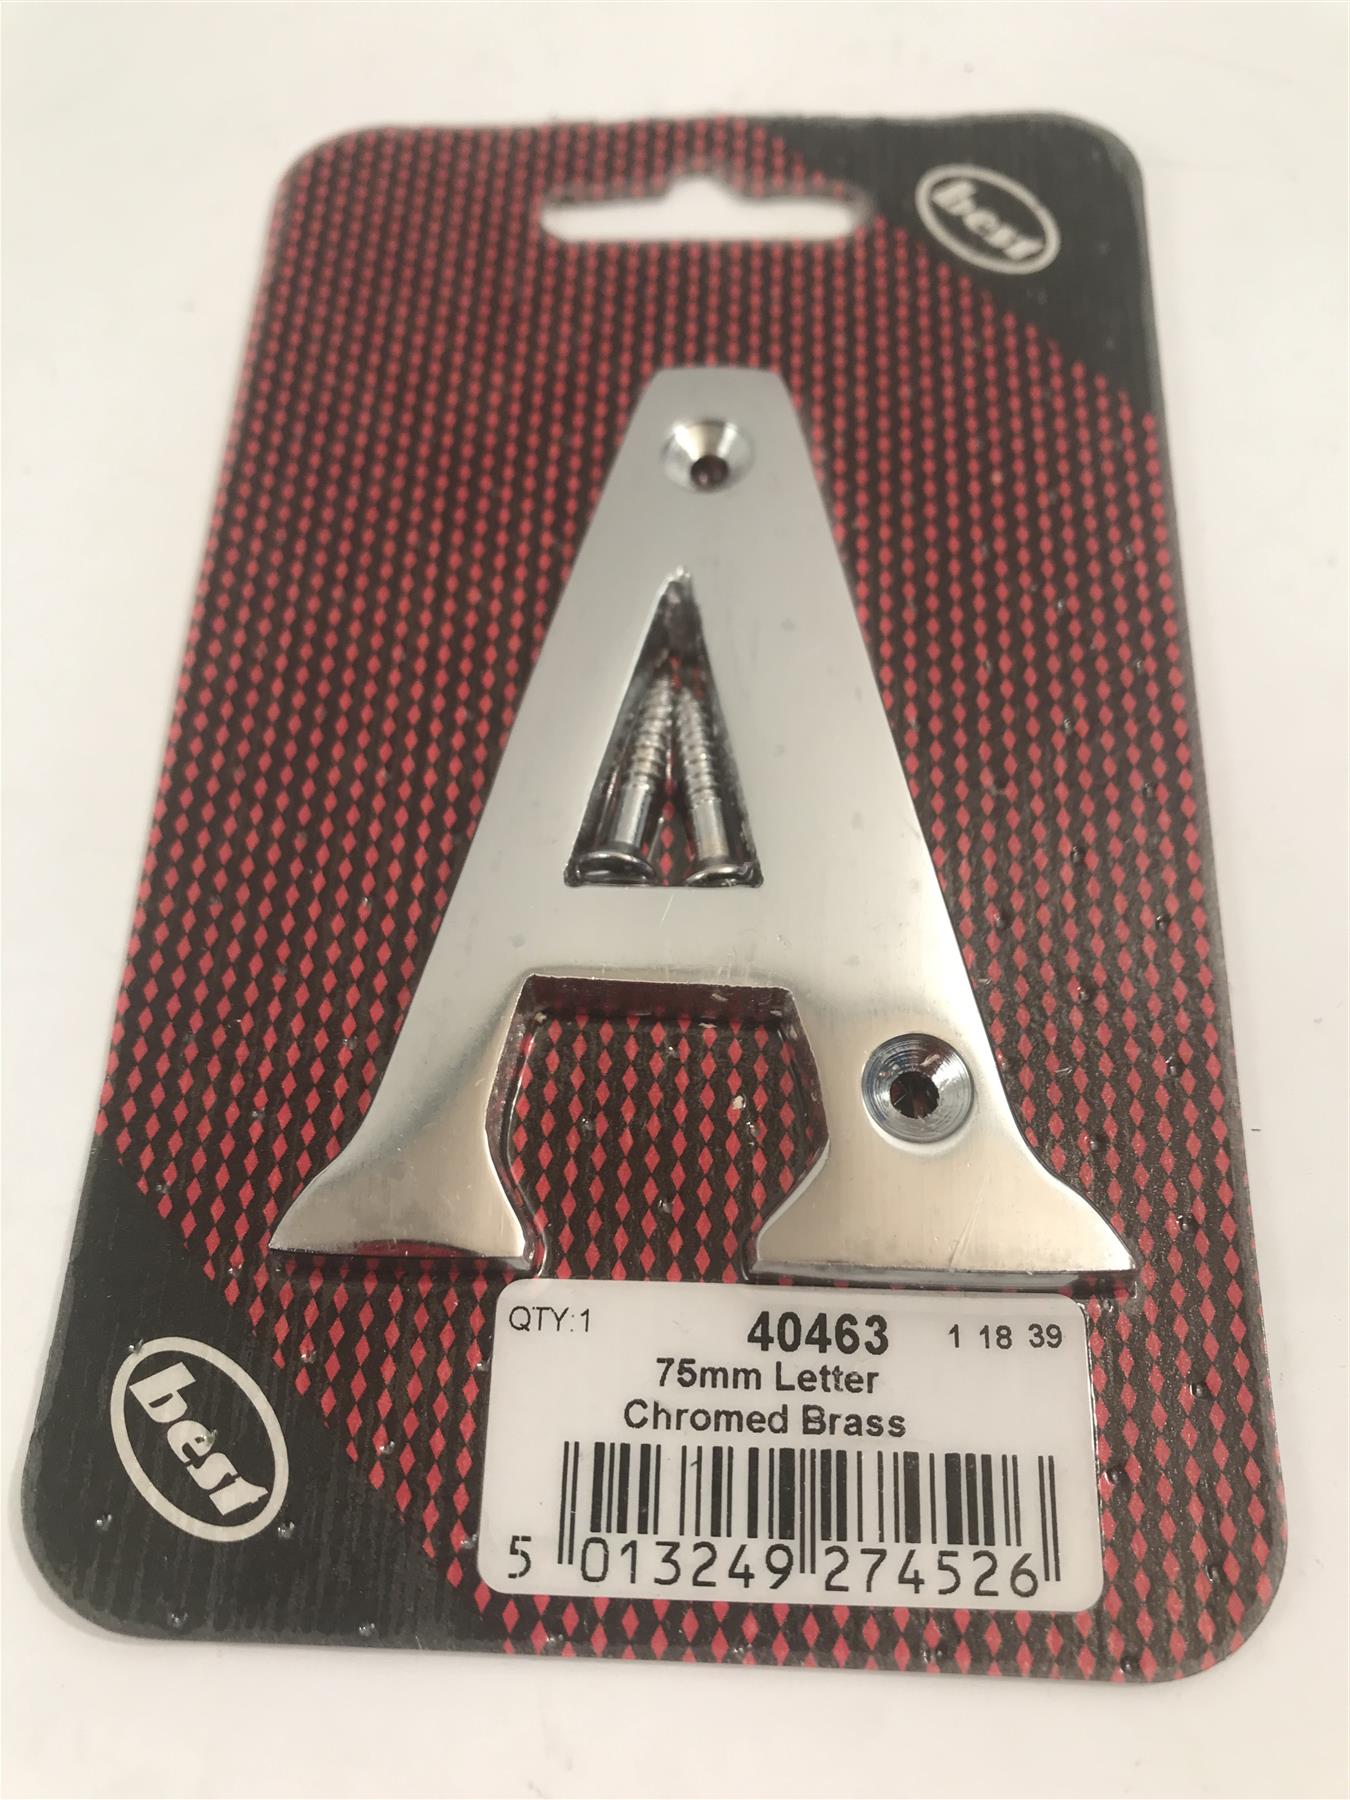 best
A
QTY:1 40463 1 18 39
75mm Letter
Chromed Brass
5 013249 274526
best